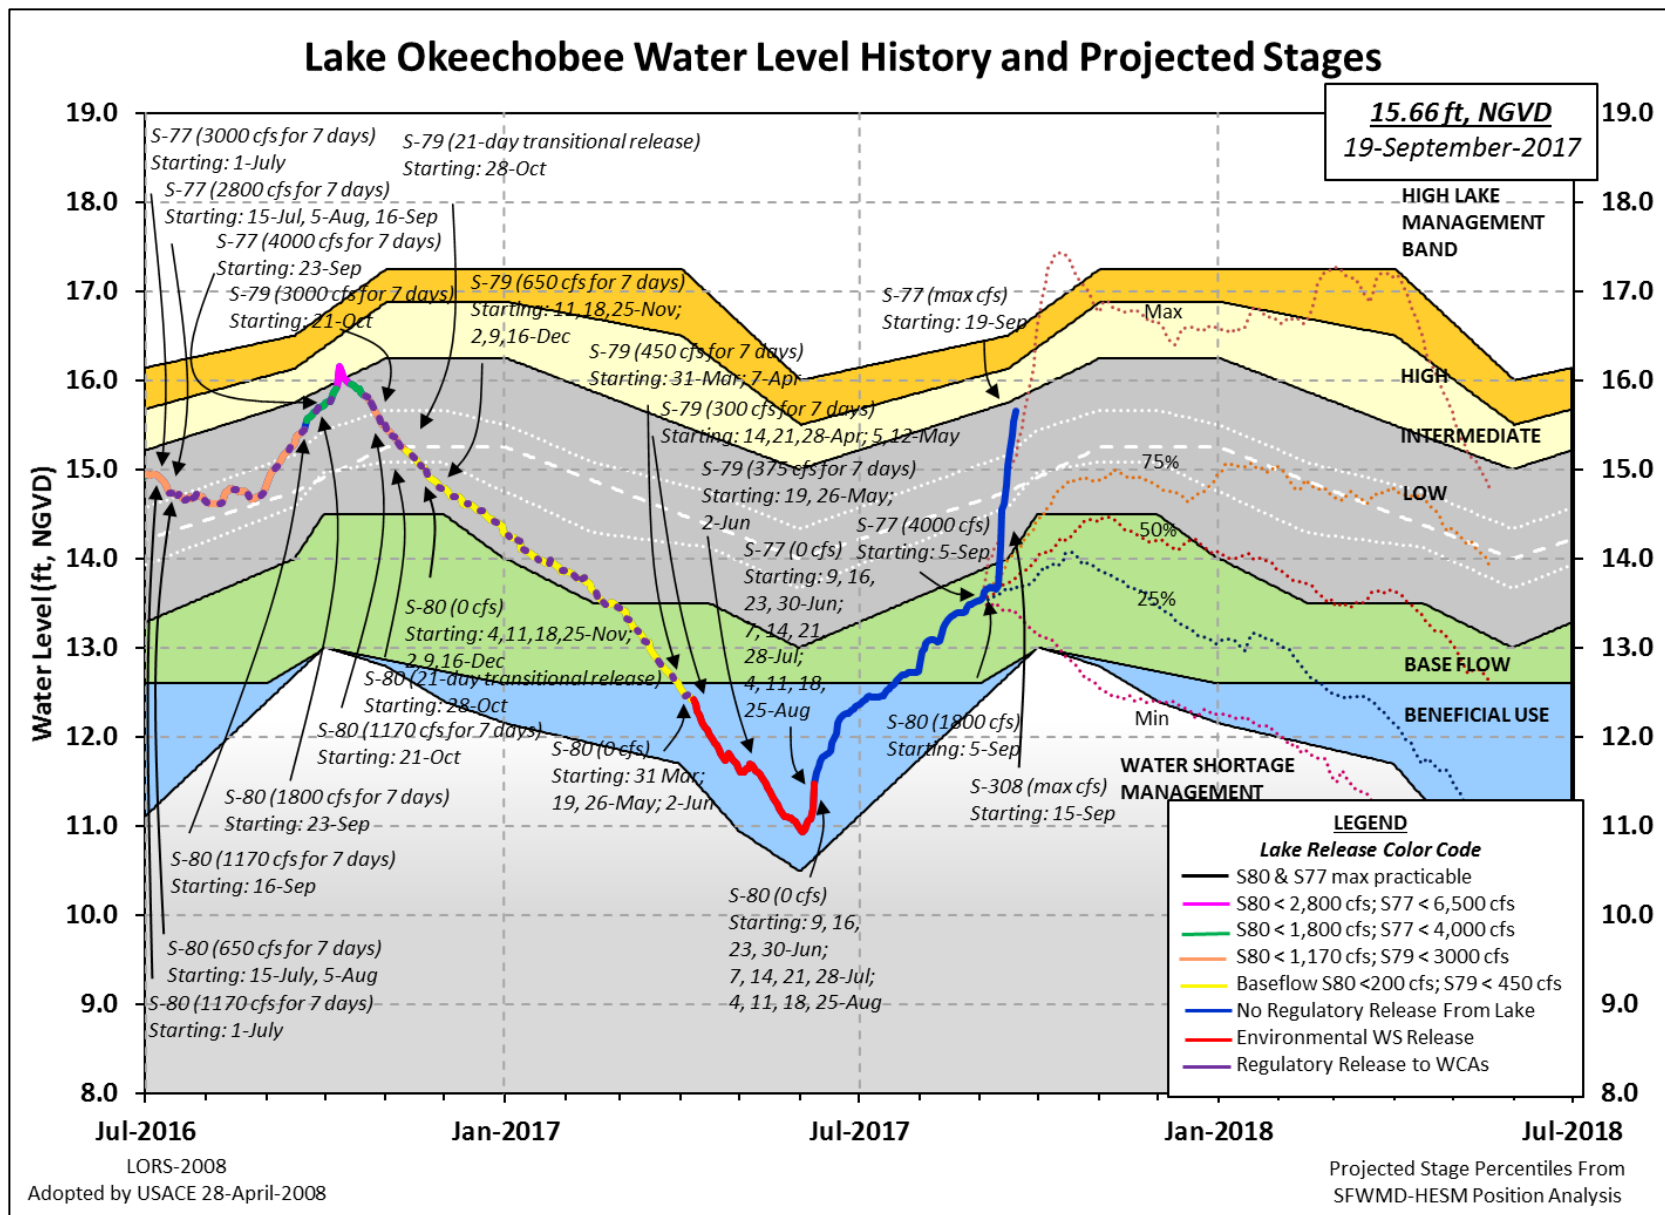 Lake Okeechobee Water Level History and Projected Stages
15.66 ft, NGVD
19-September-2017
19.0
18.0
17.0
16.0
15.0
14.0
13.0
12.0
11.0
10.0
9.0
8.0
Water Level (ft, NGVD)
S-77 (3000 cfs for 7 days)
Starting: 1-July
S-77 (2800 cfs for 7 days)
Starting: 15-Jul, 5-Aug, 16-Sep
S-77 (4000 cfs for 7 days)
Starting: 23-Sep
S-79 (3000 cfs for 7 days)
Starting: 21-Oct
S-79 (21-day transitional release)
Starting: 28-Oct
S-79 (650 cfs for 7 days)
Starting: 11,18,25-Nov;
2,9,16-Dec
S-79 (450 cfs for 7 days)
Starting: 31-Mar; 7-Apr
S-79 (300 cfs for 7 days)
Starting: 14,21,28-Apr; 5,12-May
S-79 (375 cfs for 7 days)
Starting: 19, 26-May;
2-Jun
S-77 (0 cfs)
Starting: 9, 16,
23, 30-Jun;
7, 14, 21,
28-Jul;
4, 11, 18,
25-Aug
S-77 (4000 cfs)
Starting: 5-Sep
S-77 (max cfs)
Starting: 19-Sep
S-80 (0 cfs)
Starting: 4,11,18,25-Nov;
2,9,16-Dec
S-80 (21-day transitional release)
Starting: 28-Oct
S-80 (1170 cfs for 7 days)
Starting: 21-Oct
S-80 (1800 cfs for 7 days)
Starting: 23-Sep
S-80 (1170 cfs for 7 days)
Starting: 16-Sep
S-80 (650 cfs for 7 days)
Starting: 15-July, 5-Aug
S-80 (1170 cfs for 7 days)
Starting: 1-July
S-80 (0 cfs)
Starting: 31 Mar;
19, 26-May; 2-Jun
S-80 (0 cfs)
Starting: 9, 16,
23, 30-Jun;
7, 14, 21, 28-Jul;
4, 11, 18, 25-Aug
S-80 (1800 cfs)
Starting: 5-Sep
S-308 (max cfs)
Starting: 15-Sep
HIGH LAKE
MANAGEMENT
BAND
HIGH
INTERMEDIATE
LOW
BASE FLOW
BENEFICIAL USE
WATER SHORTAGE
MANAGEMENT
Max
75%
50%
25%
Min
19.0
18.0
17.0
16.0
15.0
14.0
13.0
12.0
11.0
10.0
9.0
8.0
LEGEND
Lake Release Color Code
S80 & S77 max practicable
S80 < 2,800 cfs; S77 < 6,500 cfs
S80 < 1,800 cfs; S77 < 4,000 cfs
S80 < 1,170 cfs; S79 < 3000 cfs
Baseflow S80 <200 cfs; S79 < 450 cfs
No Regulatory Release From Lake
Environmental WS Release
Regulatory Release to WCAs
Jul-2016
Jan-2017
Jul-2017
Jan-2018
Jul-2018
LORS-2008
Adopted by USACE 28-April-2008
Projected Stage Percentiles From
SFWMD-HESM Position Analysis